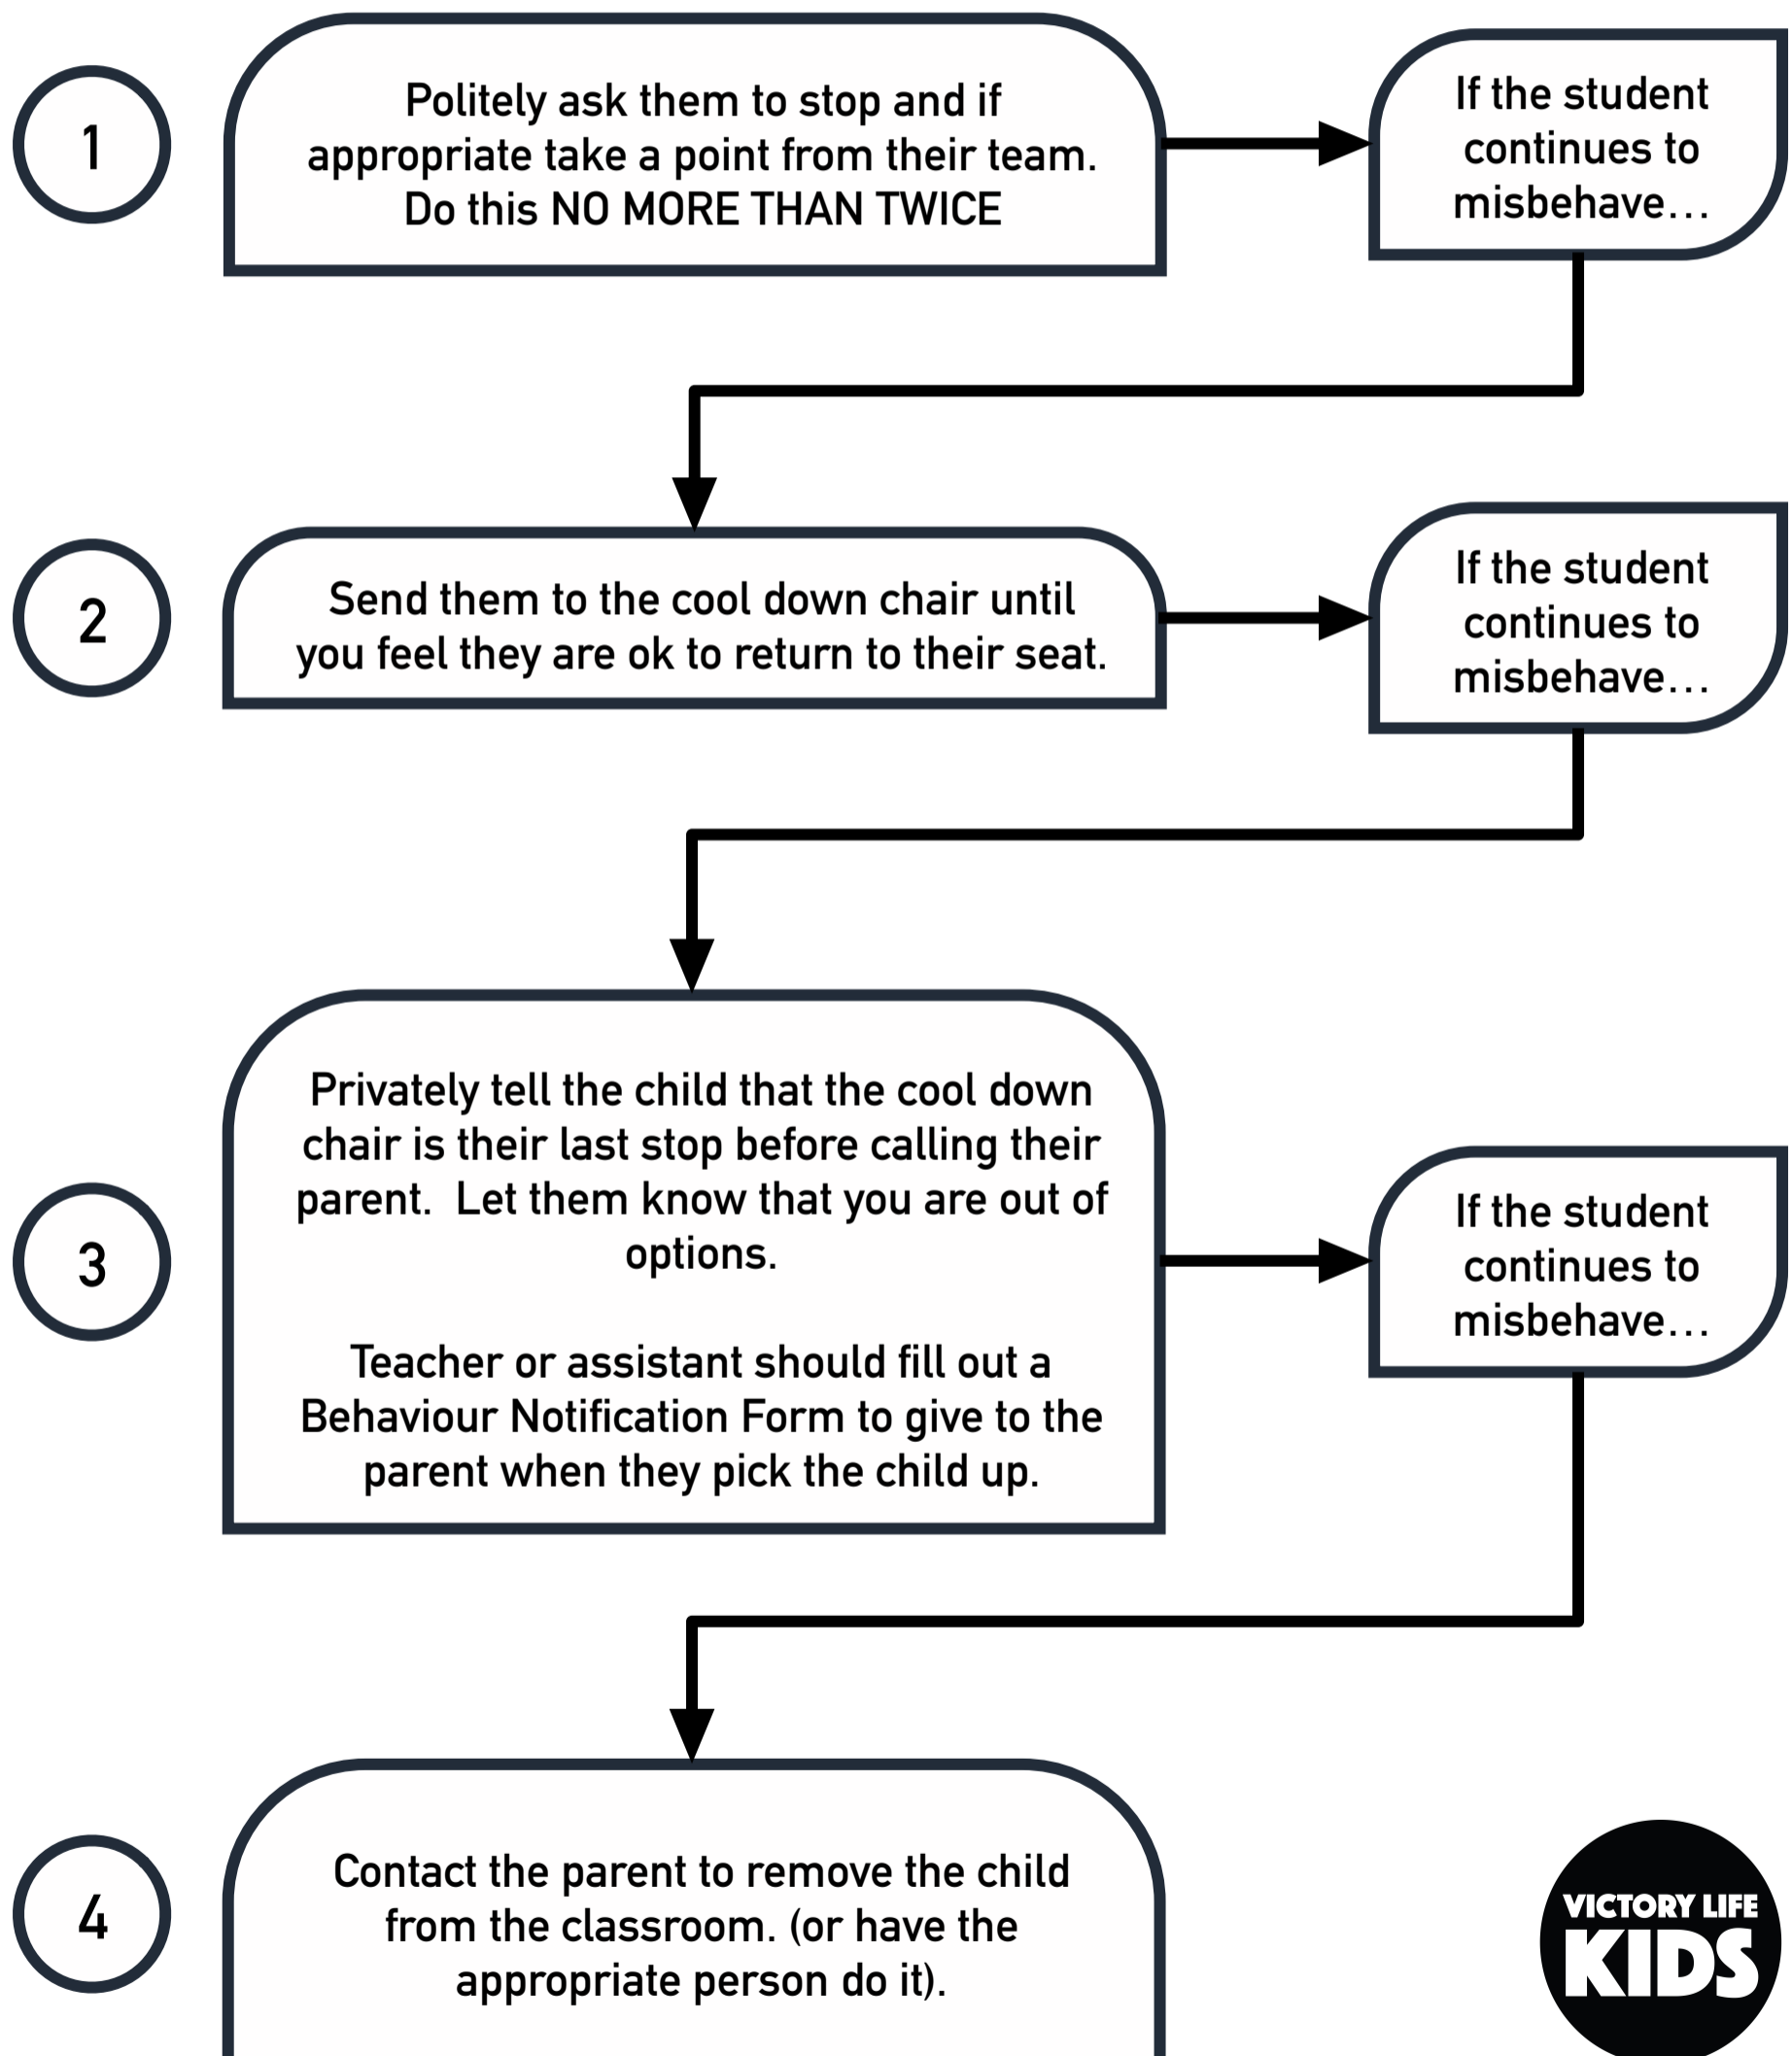 1
Politely ask them to stop and if
appropriate take a point from their team.
Do this NO MORE THAN TWICE
If the student
continues to
misbehave...
2
Send them to the cool down chair until
you feel they are ok to return to their seat.
If the student
continues to
misbehave...
3
Privately tell the child that the cool down
chair is their last stop before calling their
parent.  Let them know that you are out of
options.
Teacher or assistant should fill out a
Behaviour Notification Form to give to the
parent when they pick the child up.
If the student
continues to
misbehave...
4
Contact the parent to remove the child
from the classroom. (or have the
appropriate person do it).
VICTORY LIFE
KIDS